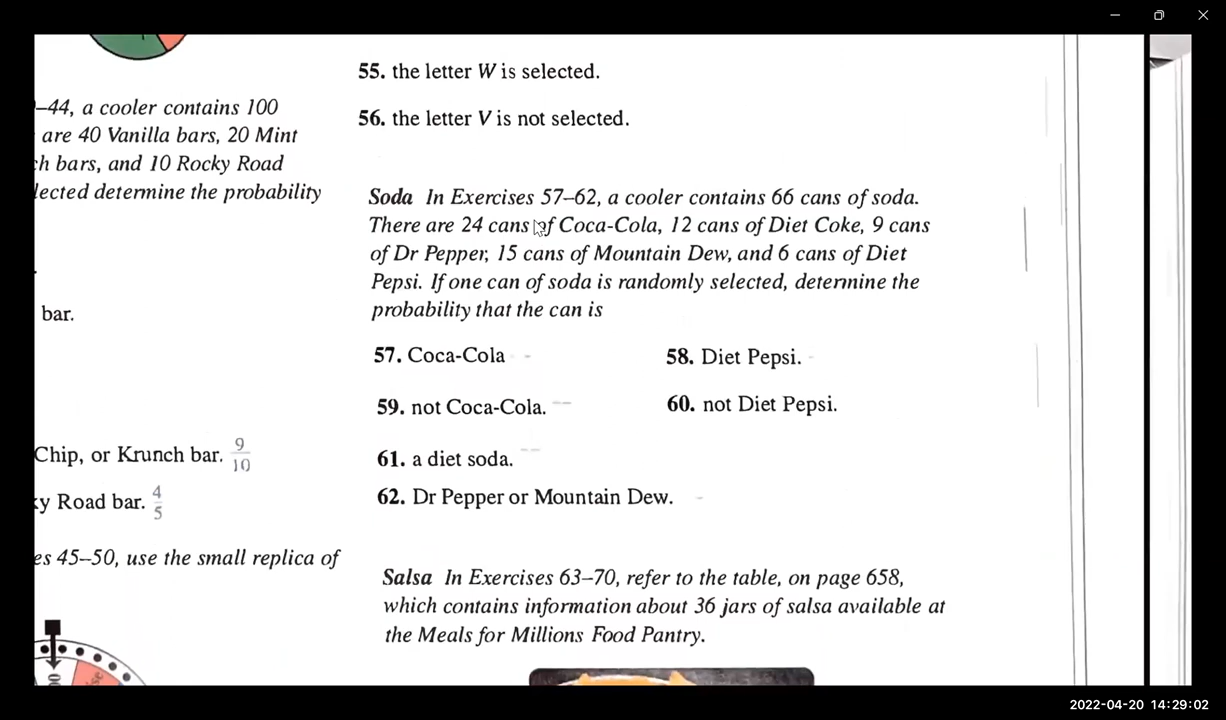 55. the letter W is selected.
–44, a cooler contains 100
56. the letter V is not selected.
are 40 Vanilla bars, 20 Mint
ch bars, and 10 Rocky Road
lected determine the probability
Soda In Exercises 57–62, a cooler contains 66 cans of soda.
There are 24 cans of Coca-Cola, 12 cans of Diet Coke, 9 cans
of Dr Pepper, 15 cans of Mountain Dew, and 6 cans of Diet
Pepsi. If one can of soda is randomly selected, determine the
probability that the can is
bar.
57. Coca-Cola
58. Diet Pepsi.
59. not Coca-Cola.
60. not Diet Pepsi.
Chip, or Krunch bar. 9/10
61. a diet soda.
ky Road bar. 4/5
62. Dr Pepper or Mountain Dew.
es 45–50, use the small replica of
Salsa In Exercises 63–70, refer to the table, on page 658,
which contains information about 36 jars of salsa available at
the Meals for Millions Food Pantry.
2022-04-20 14:29:02